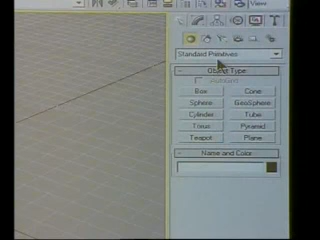 View
Standard Primitives
- Object Type
AutoGrid
Box Cone
Sphere GeoSphere
Cylinder Tube
Torus Pyramid
Teapot Plane
- Name and Color